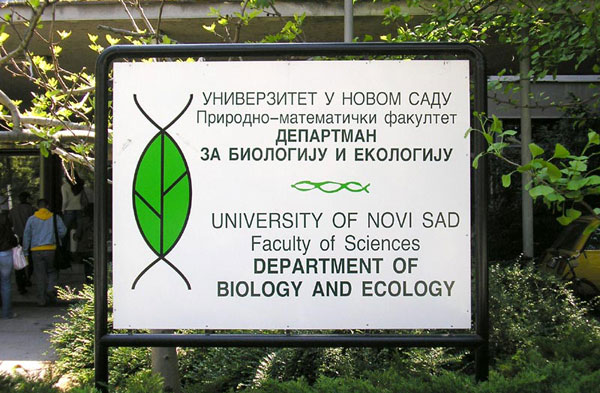 УНИВЕРЗИТЕТ У НОВОМ САДУ
Природно-математички факултет
ДЕПАРТМАН
ЗА БИОЛОГИЈУ И ЕКОЛОГИЈУ
UNIVERSITY OF NOVI SAD
Faculty of Sciences
DEPARTMENT OF
BIOLOGY AND ECOLOGY